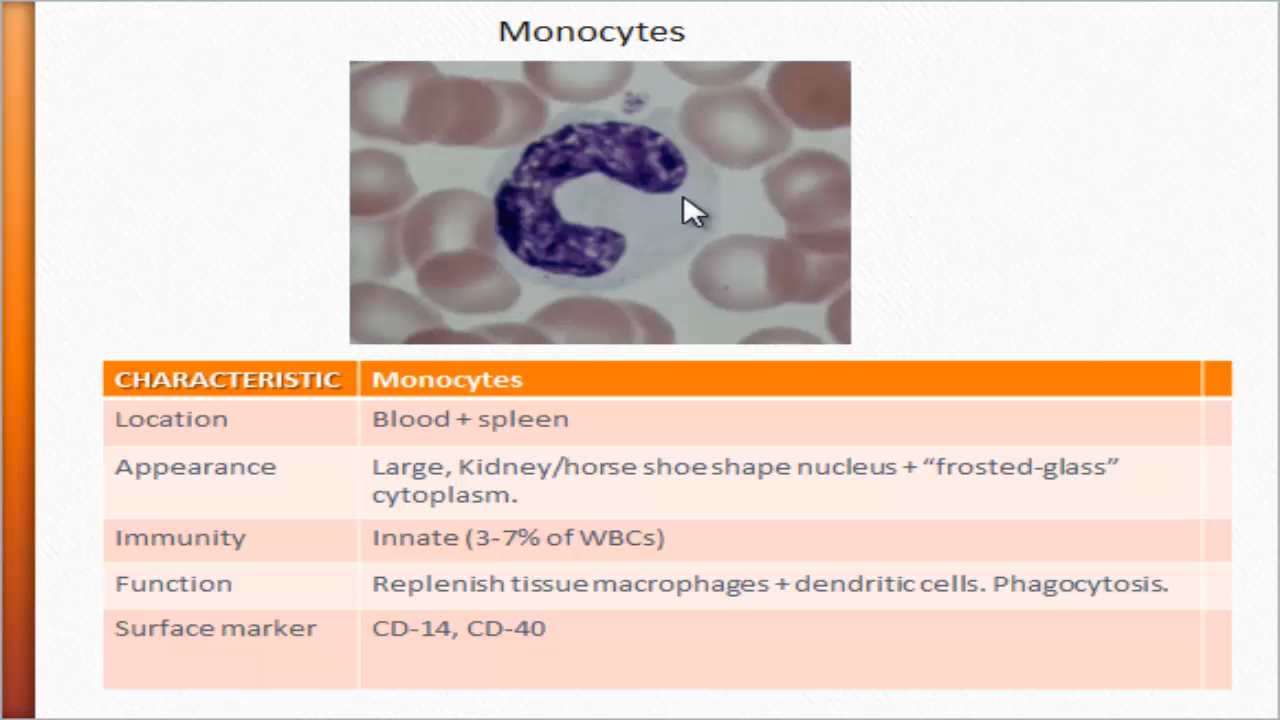 Monocytes
CHARACTERISTIC Monocytes
Location Blood + spleen
Appearance Large, Kidney/horse shoe shape nucleus + “frosted-glass”
cytoplasm.
Immunity Innate (3-7% of WBCs)
Function Replenish tissue macrophages + dendritic cells. Phagocytosis.
Surface marker CD-14, CD-40